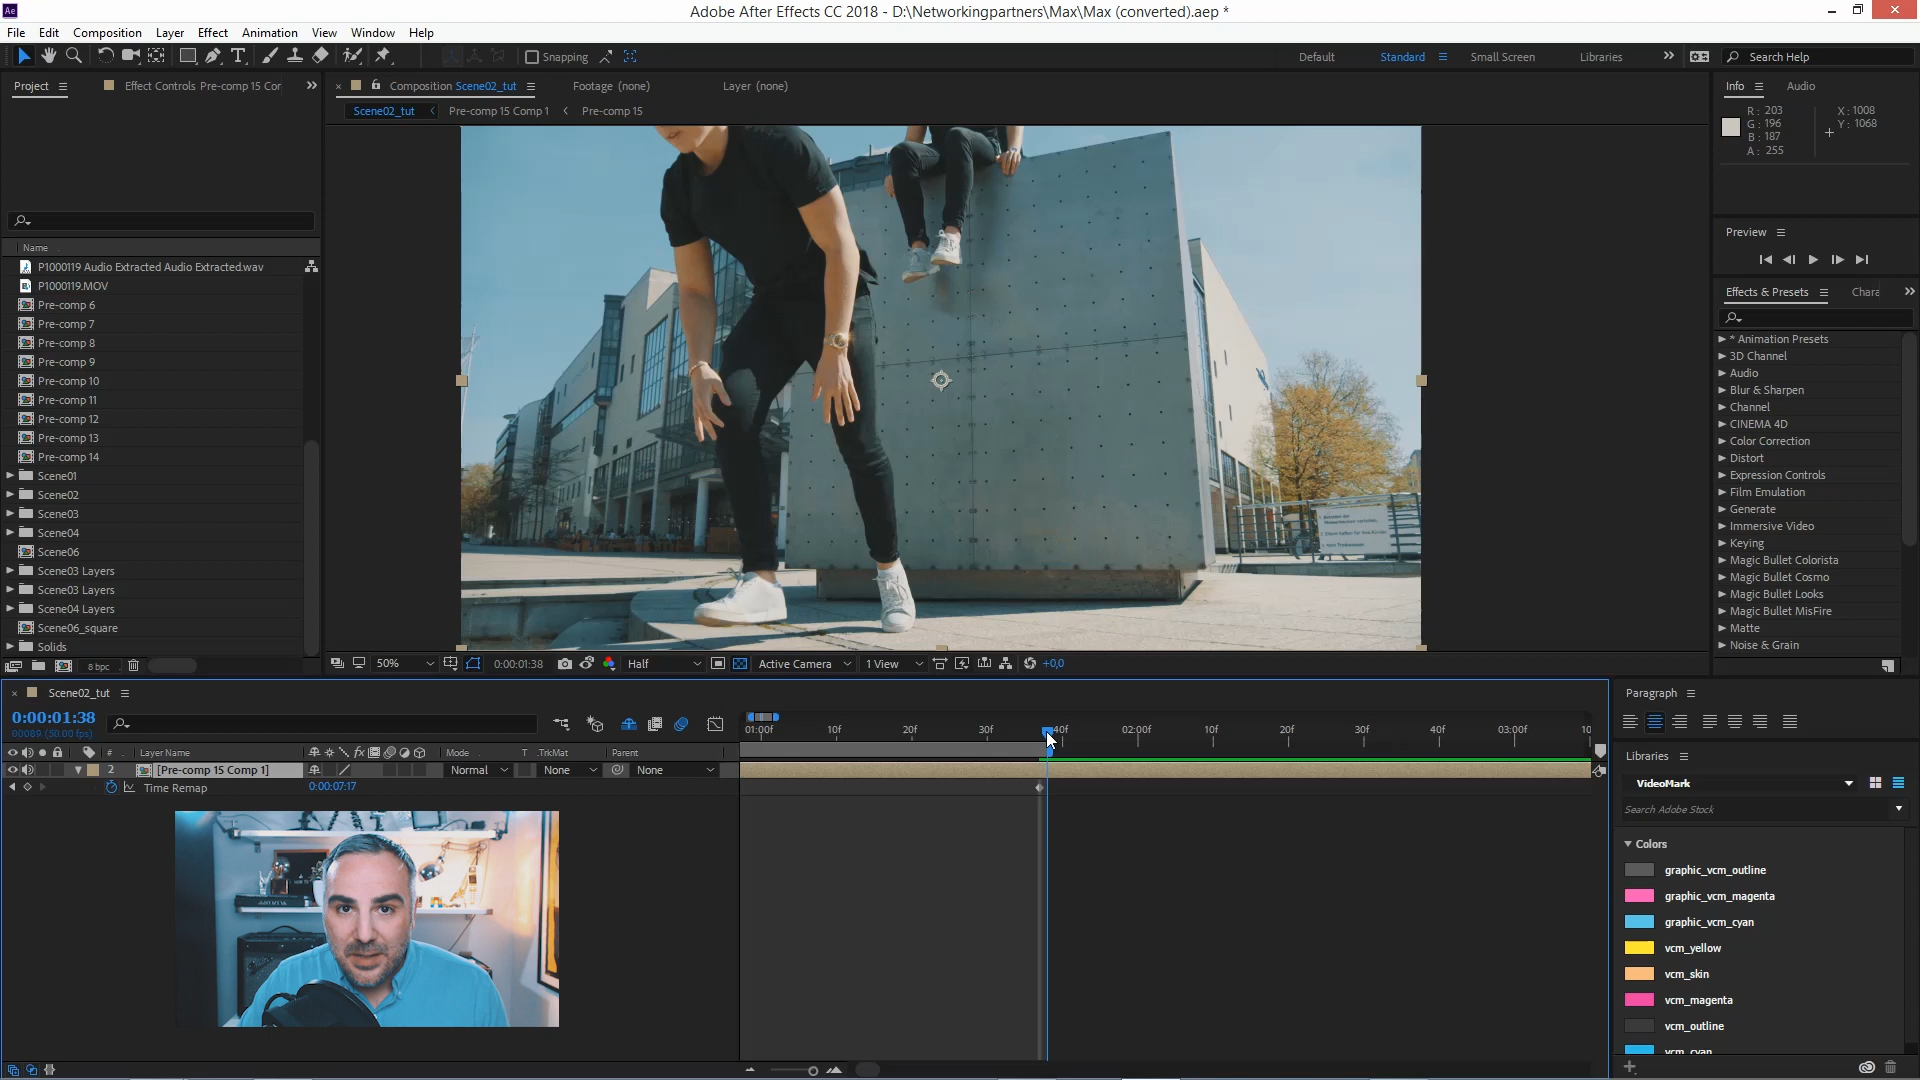 Adobe After Effects CC 2018 - D:\Networkingpartners\Max\Max (converted).aep *
File Edit Composition Layer Effect Animation View Window Help
Snapping Default Standard Small Screen Libraries Search Help
Project Effect Controls Pre-comp 15 Cor
Composition Scene02_tut Footage (none) Layer (none)
Scene02_tut Pre-comp 15 Comp 1 Pre-comp 15
Info Audio
R: 203 X: 1008
G: 196 Y: 1068
B: 187
A: 255
Name
P1000119 Audio Extracted Audio Extracted.wav
P1000119.MOV
Pre-comp 6
Pre-comp 7
Pre-comp 8
Pre-comp 9
Pre-comp 10
Pre-comp 11
Pre-comp 12
Pre-comp 13
Pre-comp 14
Scene01
Scene02
Scene03
Scene04
Scene06
Scene03 Layers
Scene03 Layers
Scene04 Layers
Scene06_square
Solids
8 bpc
50% 0:00:01:38 Half Active Camera 1 View +0,0
Preview
Effects & Presets Chara
* Animation Presets
3D Channel
Audio
Blur & Sharpen
Channel
CINEMA 4D
Color Correction
Distort
Expression Controls
Film Emulation
Generate
Immersive Video
Keying
Magic Bullet Colorista
Magic Bullet Cosmo
Magic Bullet Looks
Magic Bullet MisFire
Matte
Noise & Grain
Scene02_tut
0:00:01:38
00089 (50.00 fps)
01:00f 10f 20f 30f 40f 02:00f 10f 20f 30f 40f 03:00f 10
# Layer Name Mode T .TrkMat Parent
2 [Pre-comp 15 Comp 1] Normal None None
Time Remap 0:00:07:17
Paragraph
Libraries
VideoMark
Search Adobe Stock
Colors
graphic_vcm_outline
graphic_vcm_magenta
graphic_vcm_cyan
vcm_yellow
vcm_skin
vcm_magenta
vcm_outline
vcm_cyan